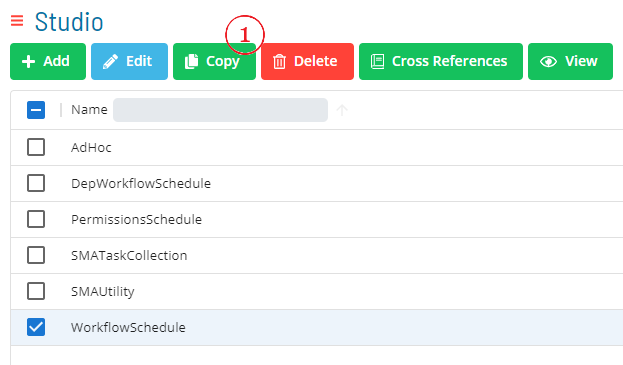 Studio
1
Add Edit Copy Delete Cross References View
Name
AdHoc
DepWorkflowSchedule
PermissionsSchedule
SMATaskCollection
SMAUtility
WorkflowSchedule